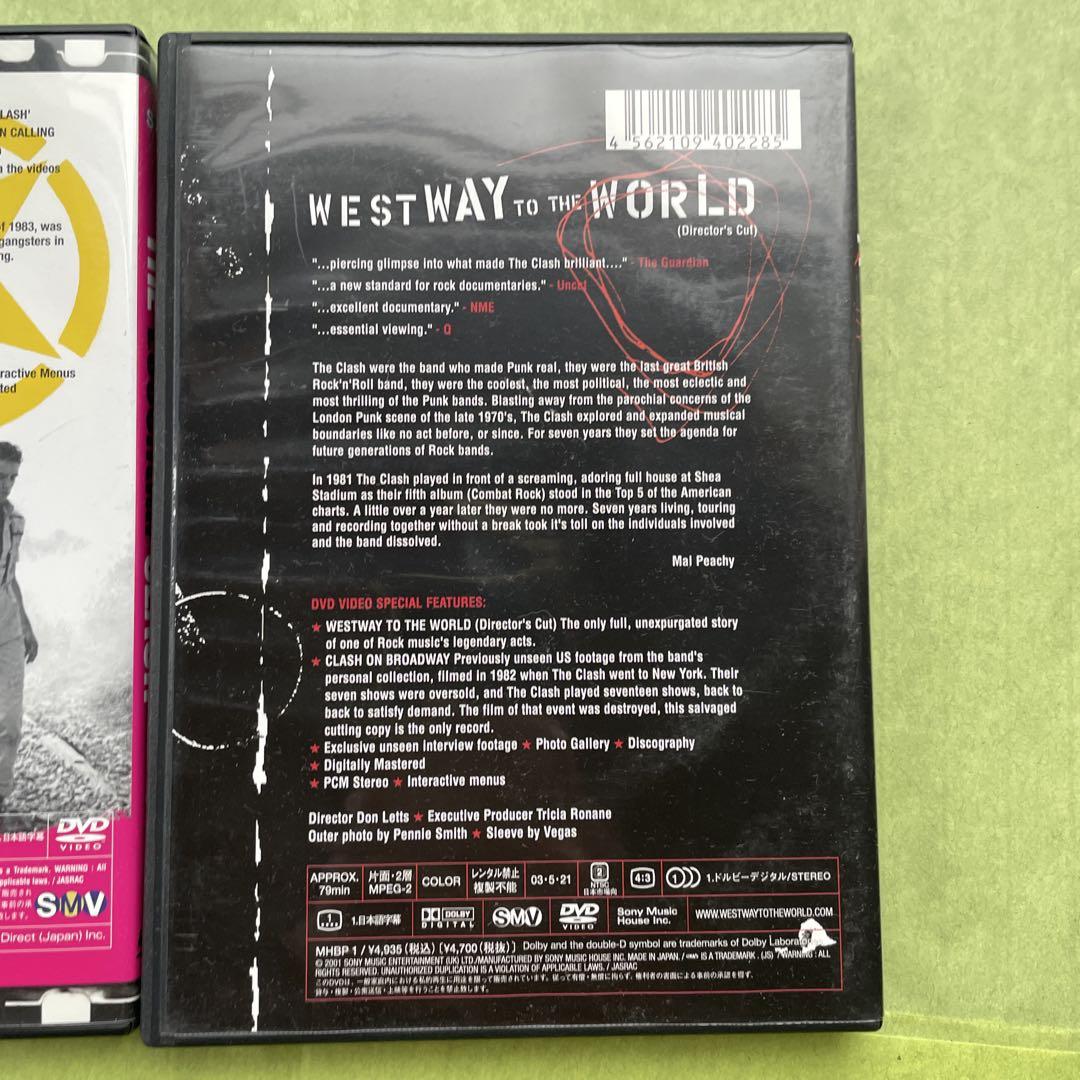 LASH'
N CALLING
n the videos
of 1983, was
gangsters in
ng.
ractive Menus
ted
日本語字幕
DVD
VIDEO
s a Trademark. WARNING : All
applicable laws. / JASRAC
SMV
Direct (Japan) Inc.
4 562109 402285
WESTWAY TO THE WORLD
(Director's Cut)
"...piercing glimpse into what made The Clash brilliant...." - The Guardian
"...a new standard for rock documentaries." - Uncut
"...excellent documentary." - NME
"...essential viewing." - Q
The Clash were the band who made Punk real, they were the last great British
Rock'n'Roll band, they were the coolest, the most political, the most eclectic and
most thrilling of the Punk bands. Blasting away from the parochial concerns of the
London Punk scene of the late 1970's, The Clash explored and expanded musical
boundaries like no act before, or since. For seven years they set the agenda for
future generations of Rock bands.
In 1981 The Clash played in front of a screaming, adoring full house at Shea
Stadium as their fifth album (Combat Rock) stood in the Top 5 of the American
charts. A little over a year later they were no more. Seven years living, touring
and recording together without a break took it's toll on the individuals involved
and the band dissolved.
Mal Peachy
DVD VIDEO SPECIAL FEATURES:
★ WESTWAY TO THE WORLD (Director's Cut) The only full, unexpurgated story
of one of Rock music's legendary acts.
★ CLASH ON BROADWAY Previously unseen US footage from the band's
personal collection, filmed in 1982 when The Clash went to New York. Their
seven shows were oversold, and The Clash played seventeen shows, back to
back to satisfy demand. The film of that event was destroyed, this salvaged
cutting copy is the only record.
★ Exclusive unseen interview footage ★ Photo Gallery ★ Discography
★ Digitally Mastered
★ PCM Stereo ★ Interactive menus
Director Don Letts ★ Executive Producer Tricia Ronane
Outer photo by Pennie Smith ★ Sleeve by Vegas
APPROX. 79min 片面・2層 MPEG-2 COLOR レンタル禁止 複製不能 03・5・21 2 NTSC 日本市場向 4:3 1.ドルビーデジタル/STEREO
1 1.日本語字幕 DOLBY DIGITAL SMV DVD VIDEO Sony Music House Inc. WWW.WESTWAYTOTHEWORLD.COM
MHBP 1 / ¥4,935(税込)〔¥4,700(税抜)〕 Dolby and the double-D symbol are trademarks of Dolby
© 2001 SONY MUSIC ENTERTAINMENT (UK) LTD./MANUFACTURED BY SONY MUSIC HOUSE INC. MADE IN JAPAN. IS A TRADEMARK. (JS) WARNING: ALL
RIGHTS RESERVED. UNAUTHORIZED DUPLICATION IS A VIOLATION OF APPLICABLE LAWS. / JASRAC